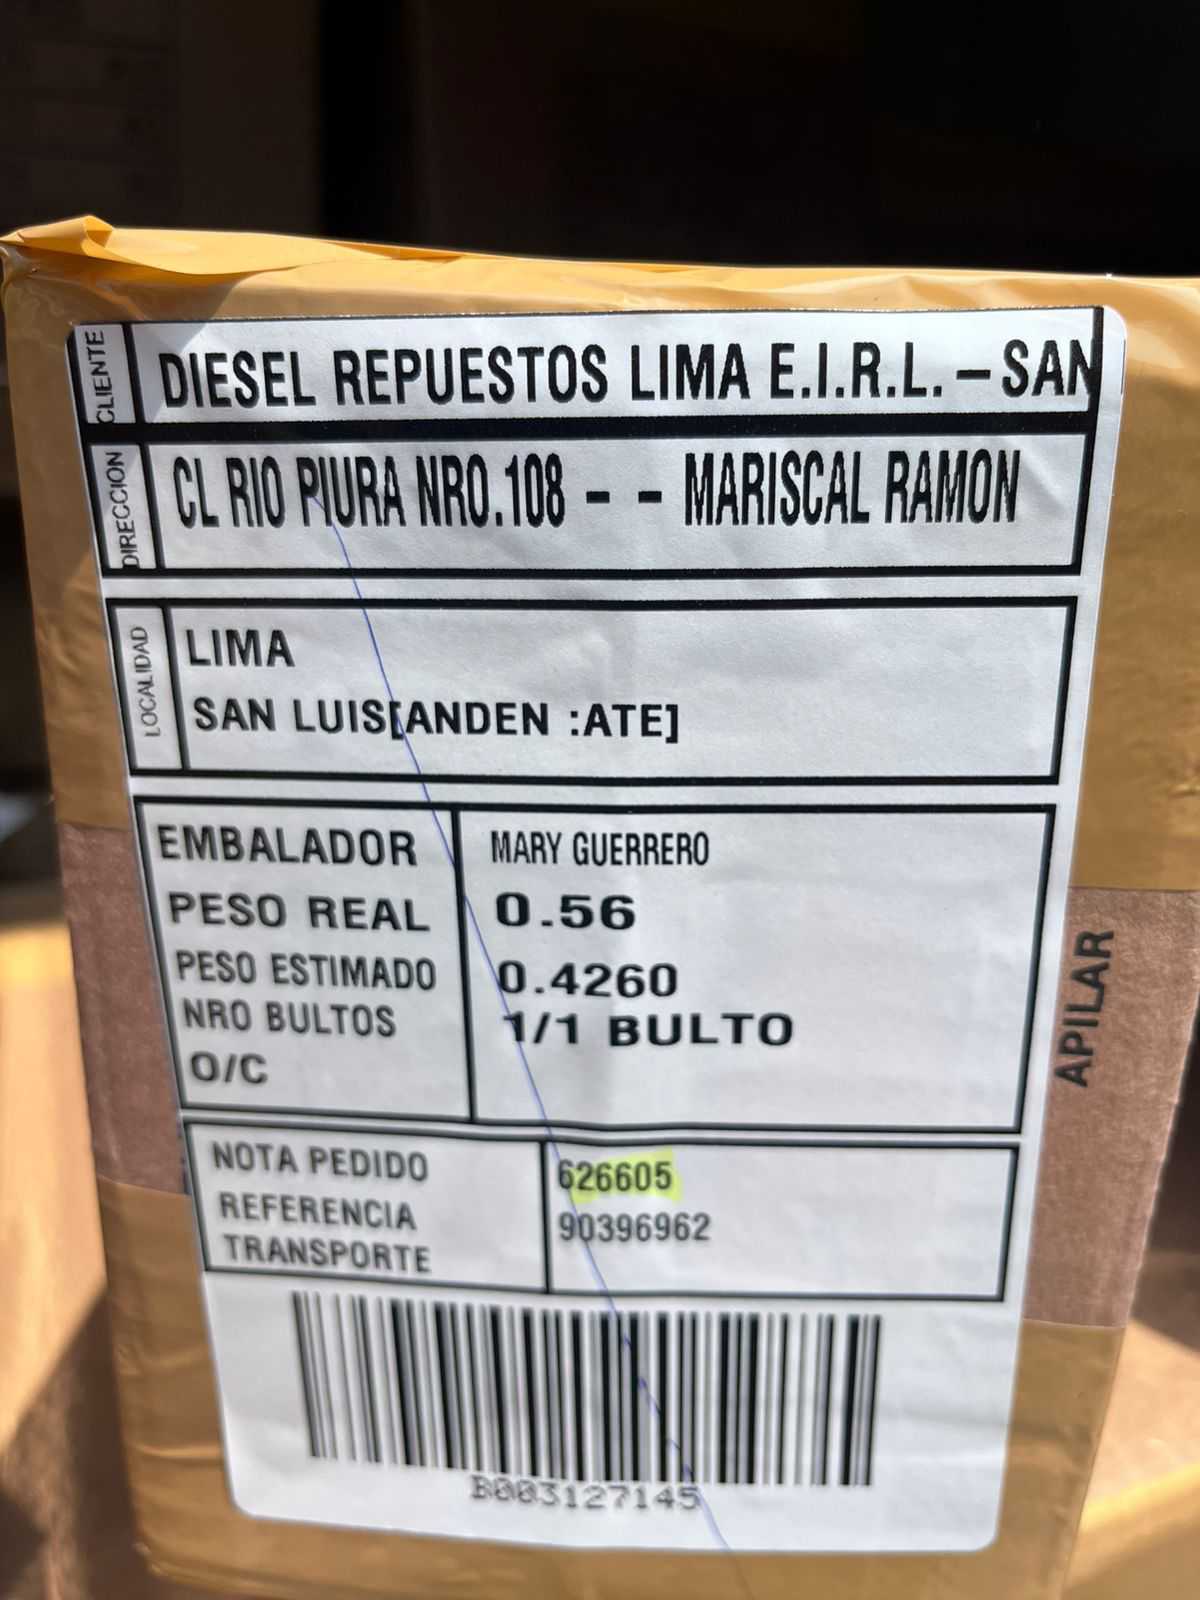 CLIENTE DIESEL REPUESTOS LIMA E.I.R.L. – SAN
DIRECCION CL RIO PIURA NRO.108 - - MARISCAL RAMON
LOCALIDAD LIMA
SAN LUIS[ANDEN :ATE]
EMBALADOR MARY GUERRERO
PESO REAL 0.56
PESO ESTIMADO 0.4260
NRO BULTOS 1/1 BULTO
O/C
NOTA PEDIDO 626605
REFERENCIA 90396962
TRANSPORTE
B003127145
APILAR